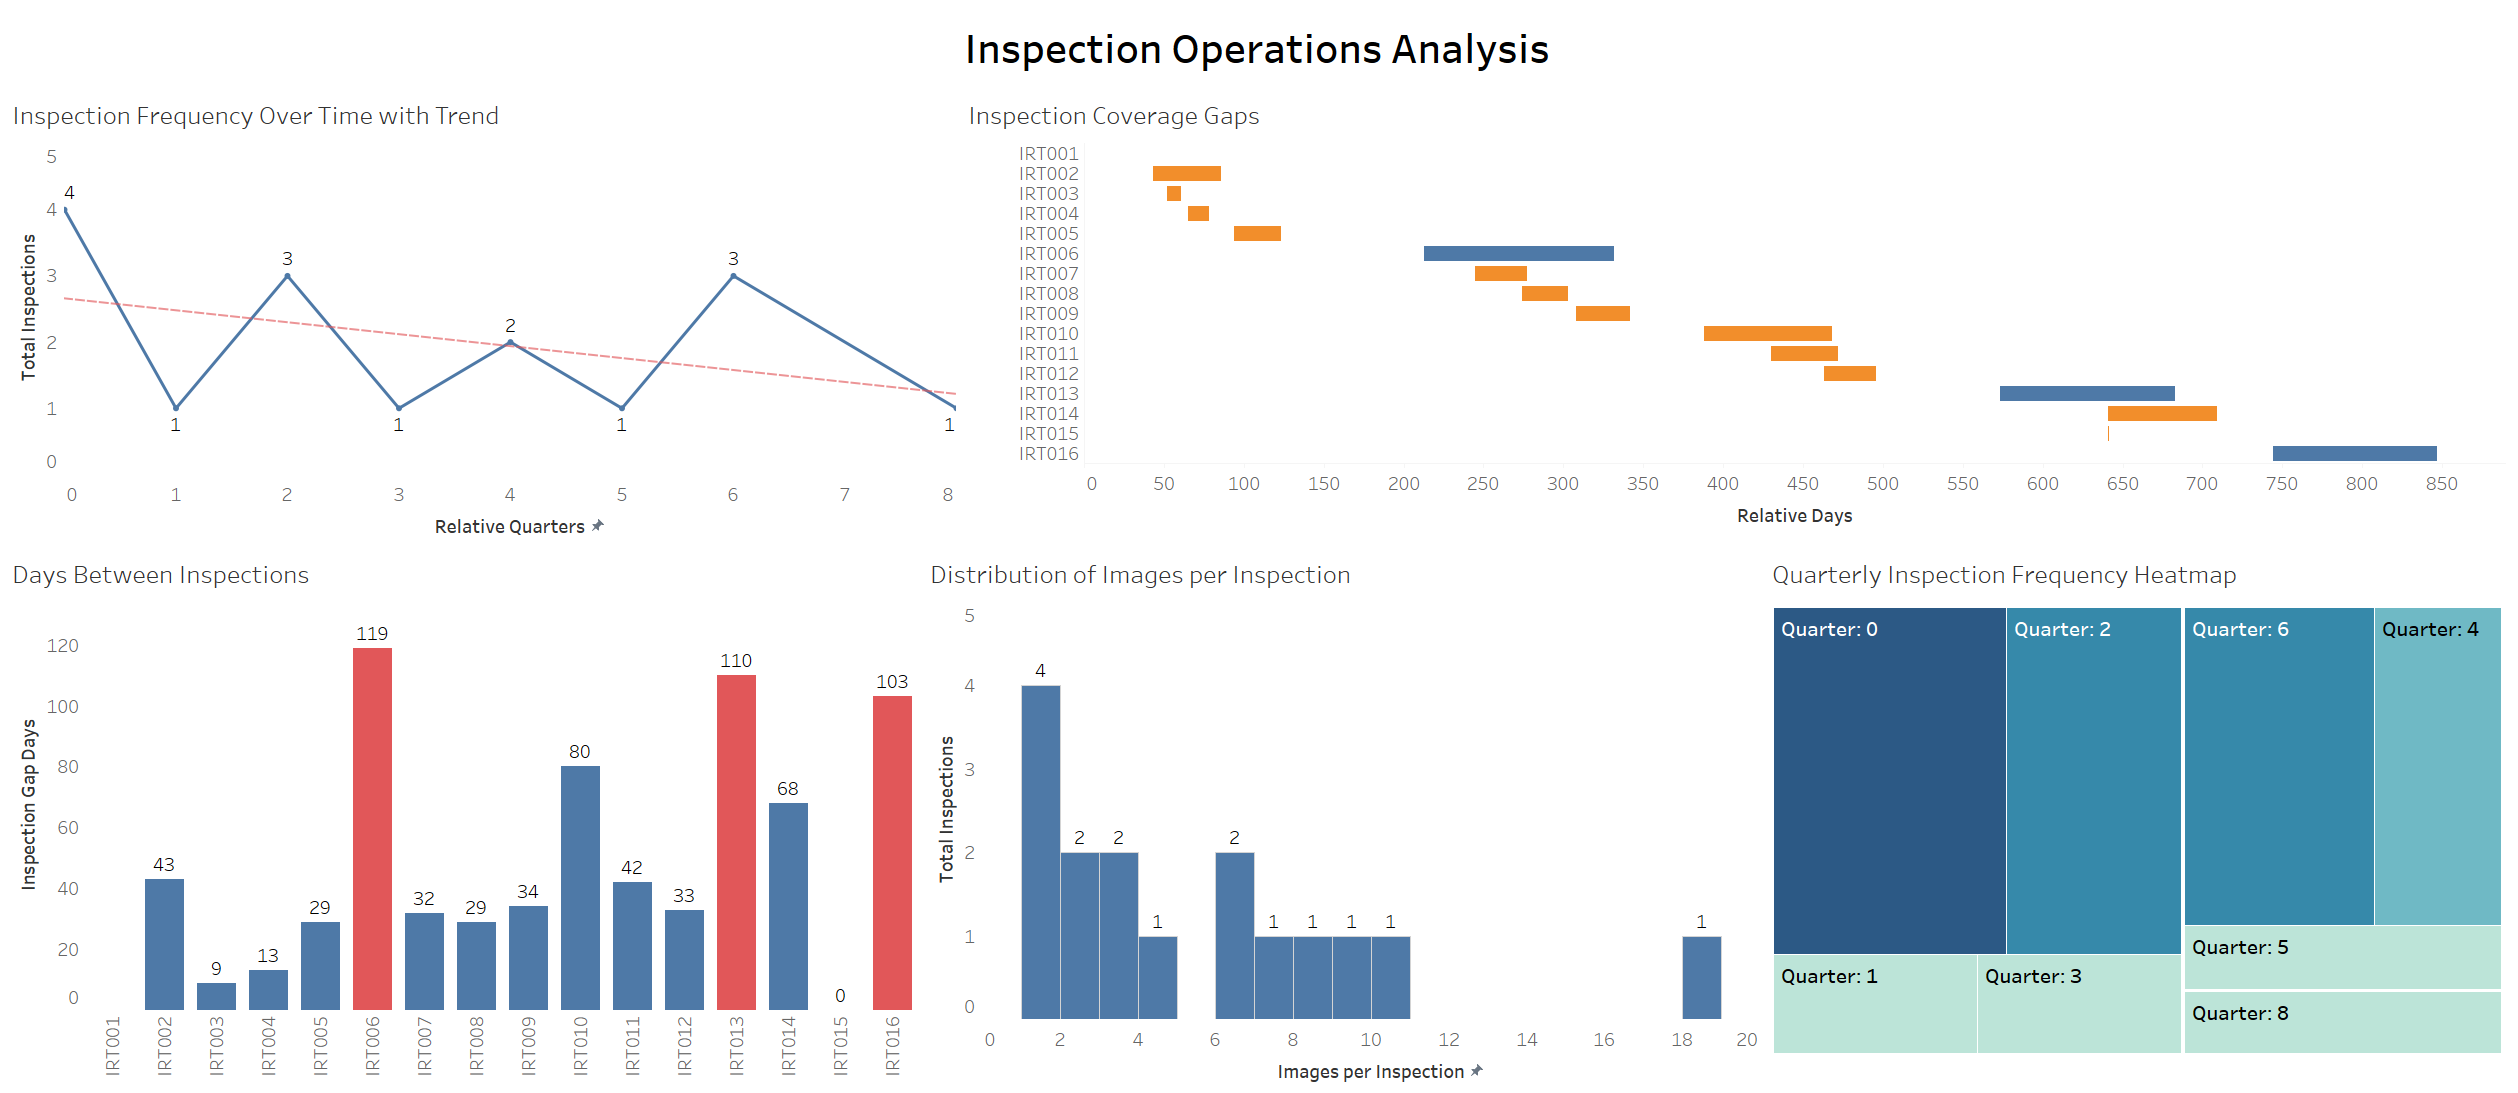 Inspection Operations Analysis
Inspection Frequency Over Time with Trend
Total Inspections
5
4
3
2
1
0
4
1
3
1
2
1
3
1
0 1 2 3 4 5 6 7 8
Relative Quarters
Inspection Coverage Gaps
IRT001
IRT002
IRT003
IRT004
IRT005
IRT006
IRT007
IRT008
IRT009
IRT010
IRT011
IRT012
IRT013
IRT014
IRT015
IRT016
0 50 100 150 200 250 300 350 400 450 500 550 600 650 700 750 800 850
Relative Days
Days Between Inspections
Inspection Gap Days
120
100
80
60
40
20
0
43 9 13 29 119 32 29 34 80 42 33 110 68 0 103
IRT001 IRT002 IRT003 IRT004 IRT005 IRT006 IRT007 IRT008 IRT009 IRT010 IRT011 IRT012 IRT013 IRT014 IRT015 IRT016
Distribution of Images per Inspection
Total Inspections
5
4
3
2
1
0
4 2 2 1 2 1 1 1 1 1
0 2 4 6 8 10 12 14 16 18 20
Images per Inspection
Quarterly Inspection Frequency Heatmap
Quarter: 0
Quarter: 2
Quarter: 6
Quarter: 4
Quarter: 5
Quarter: 1
Quarter: 3
Quarter: 8